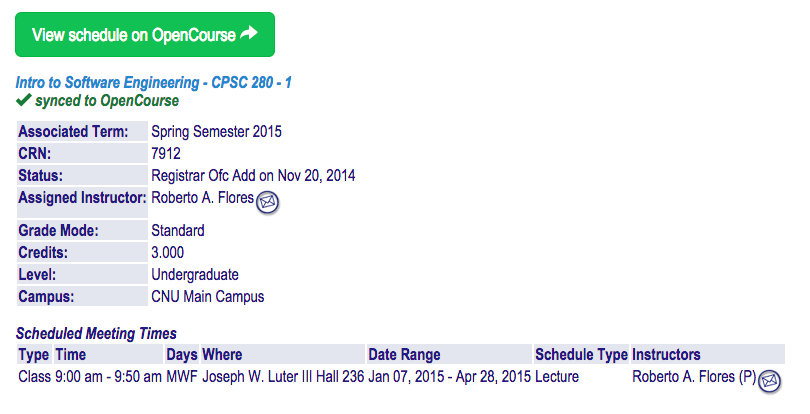 View schedule on OpenCourse
Intro to Software Engineering - CPSC 280 - 1
synced to OpenCourse
Associated Term: Spring Semester 2015
CRN: 7912
Status: Registrar Ofc Add on Nov 20, 2014
Assigned Instructor: Roberto A. Flores
Grade Mode: Standard
Credits: 3.000
Level: Undergraduate
Campus: CNU Main Campus
Scheduled Meeting Times
Type Time Days Where Date Range Schedule Type Instructors
Class 9:00 am - 9:50 am MWF Joseph W. Luter III Hall 236 Jan 07, 2015 - Apr 28, 2015 Lecture Roberto A. Flores (P)